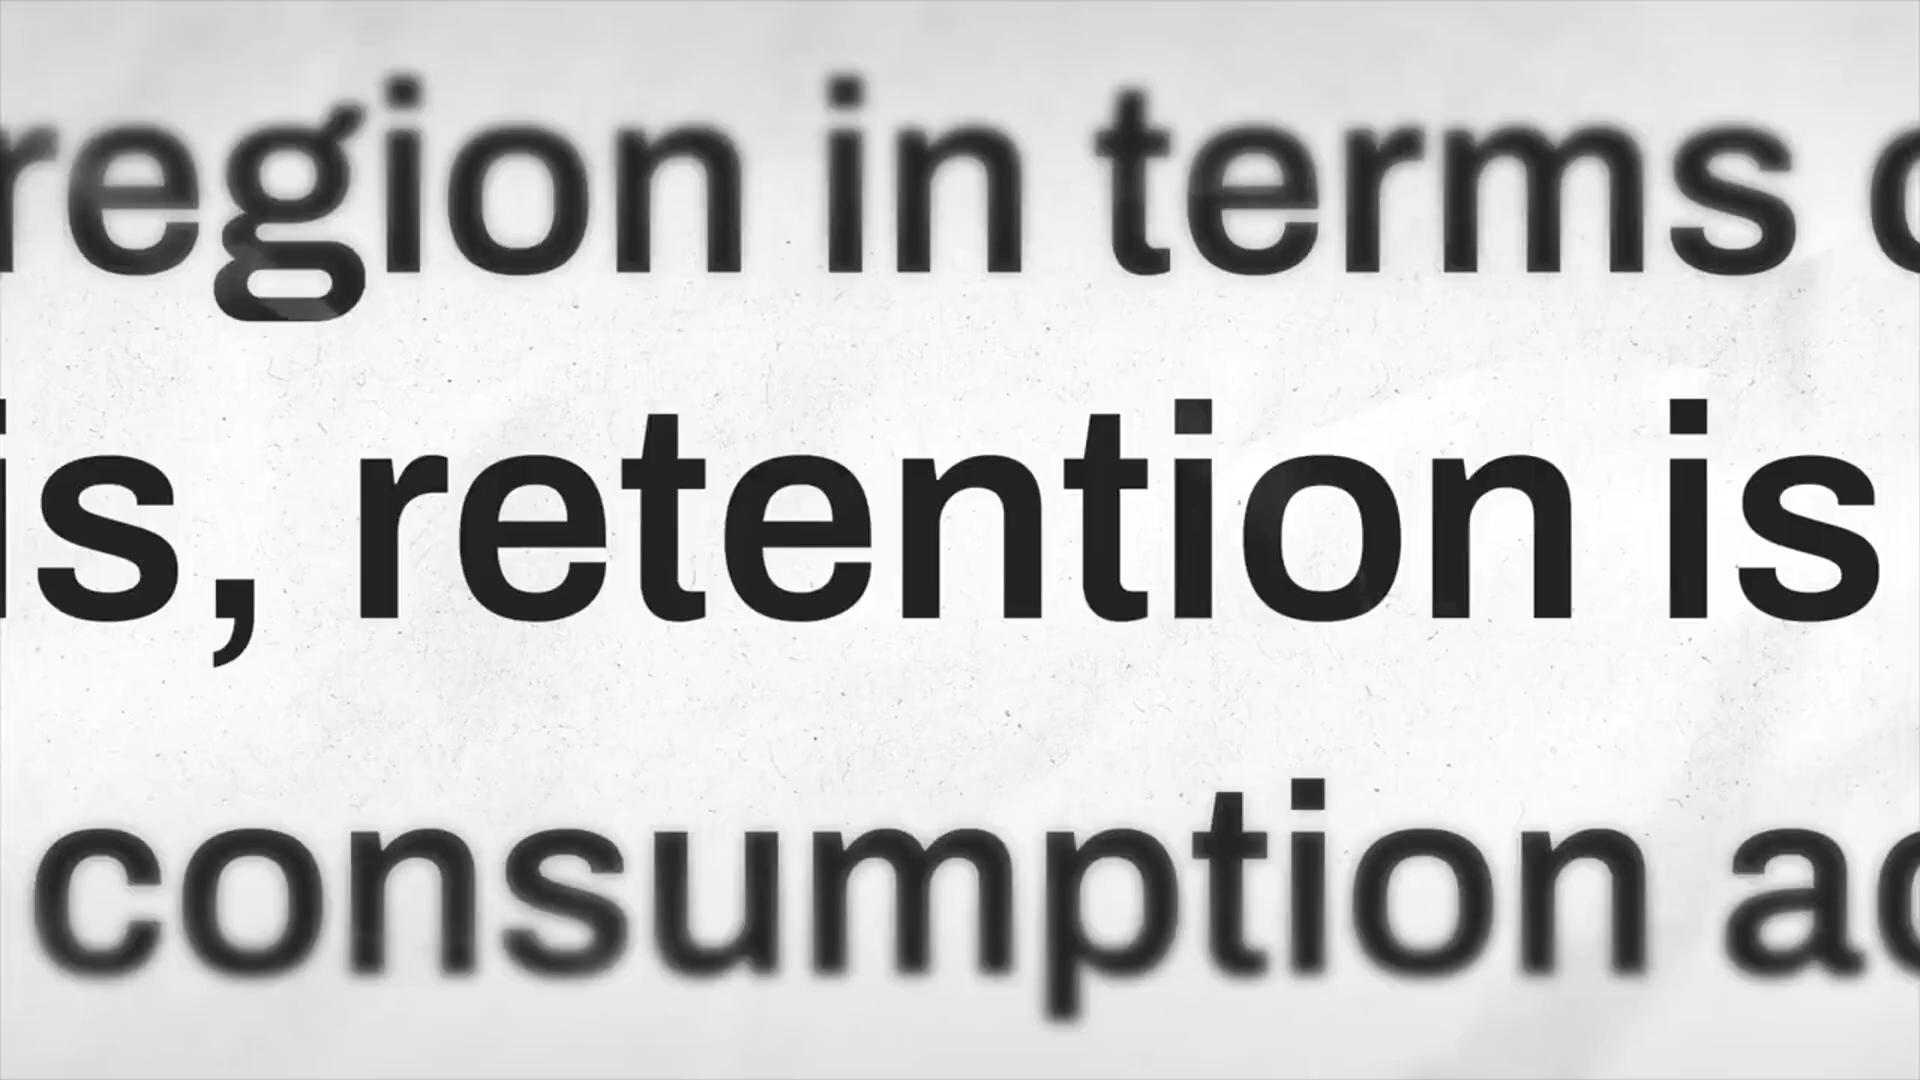 region in terms
is, retention is
consumption